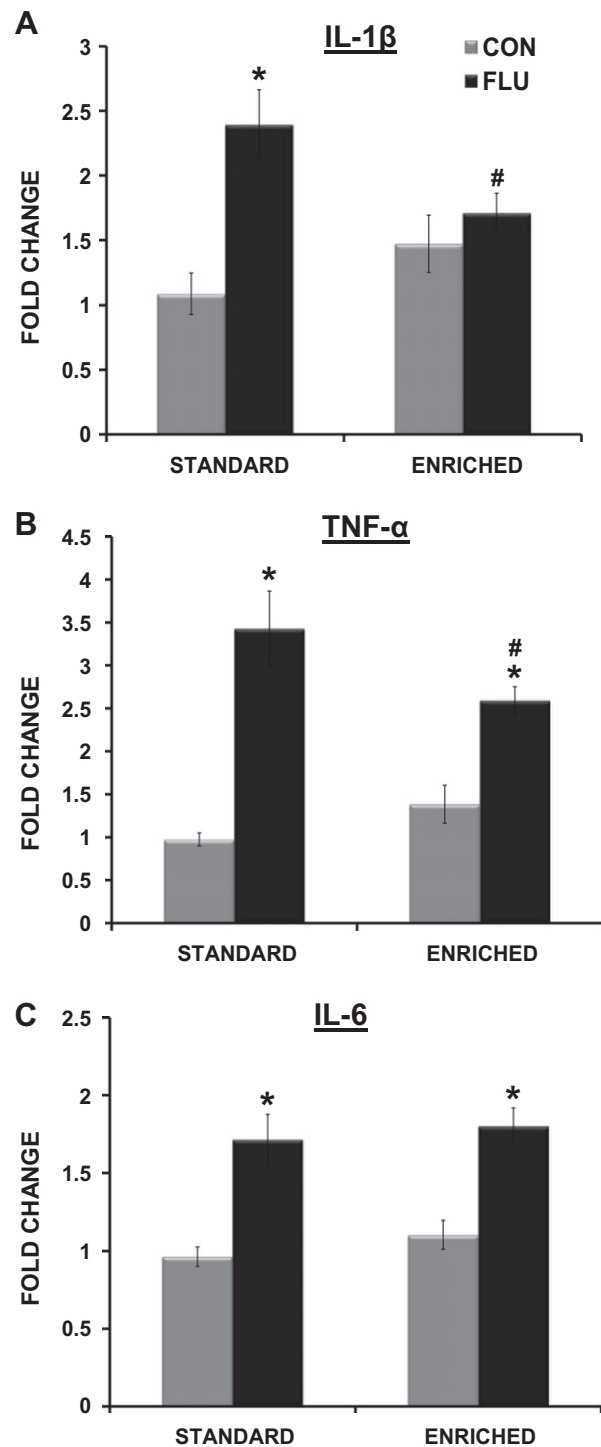 A
IL-1β
CON
FLU
3
2.5
2
1.5
1
0.5
0
FOLD CHANGE
*
#
STANDARD
ENRICHED
B
TNF-α
4.5
4
3.5
3
2.5
2
1.5
1
0.5
0
FOLD CHANGE
*
#
*
STANDARD
ENRICHED
C
IL-6
2.5
2
1.5
1
0.5
0
FOLD CHANGE
*
*
STANDARD
ENRICHED